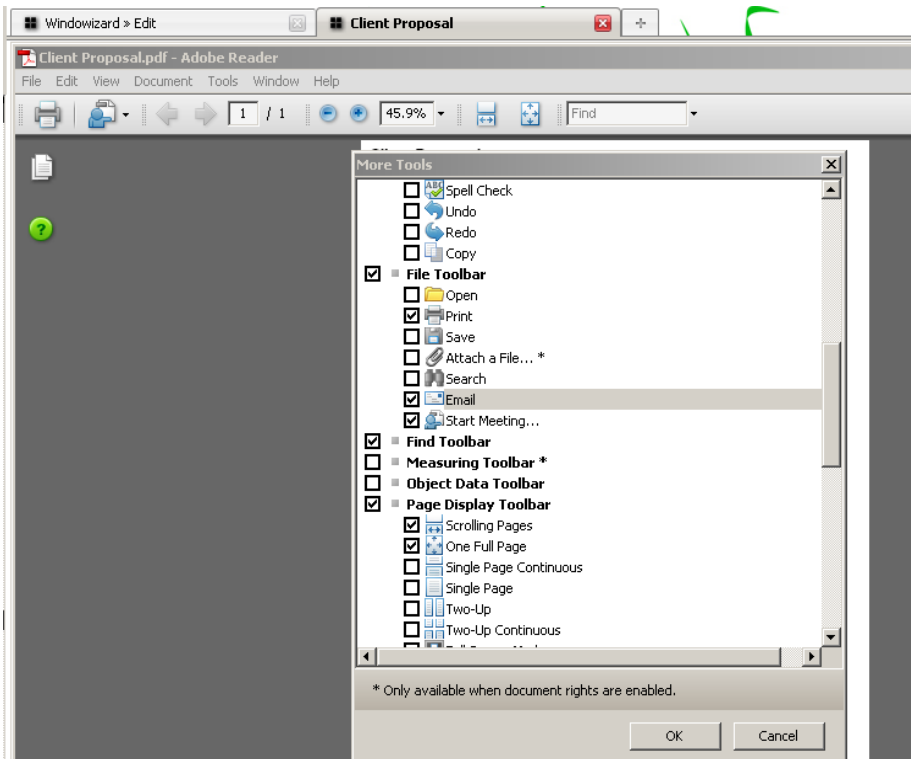 Windowizard » Edit
Client Proposal
Client Proposal.pdf - Adobe Reader
File Edit View Document Tools Window Help
1 / 1
45.9%
Find
More Tools
Spell Check
Undo
Redo
Copy
File Toolbar
Open
Print
Save
Attach a File... *
Search
Email
Start Meeting...
Find Toolbar
Measuring Toolbar *
Object Data Toolbar
Page Display Toolbar
Scrolling Pages
One Full Page
Single Page Continuous
Single Page
Two-Up
Two-Up Continuous
* Only available when document rights are enabled.
OK Cancel